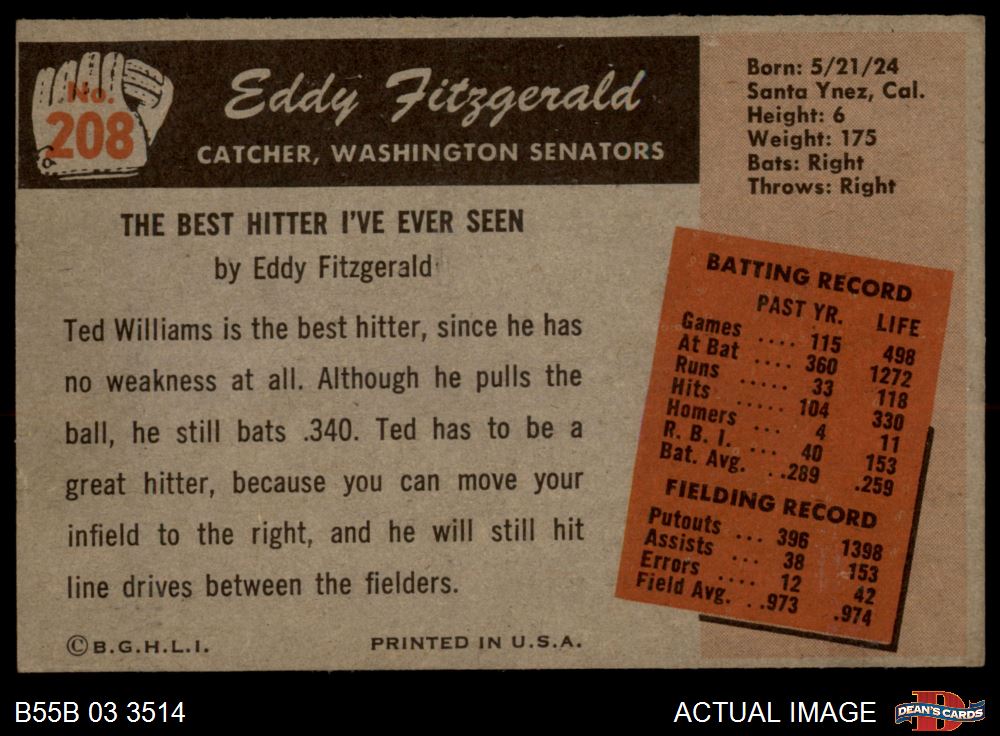 No.
208
Eddy Fitzgerald
CATCHER, WASHINGTON SENATORS
Born: 5/21/24
Santa Ynez, Cal.
Height: 6
Weight: 175
Bats: Right
Throws: Right
THE BEST HITTER I'VE EVER SEEN
by Eddy Fitzgerald
Ted Williams is the best hitter, since he has
no weakness at all. Although he pulls the
ball, he still bats .340. Ted has to be a
great hitter, because you can move your
infield to the right, and he will still hit
line drives between the fielders.
BATTING RECORD
PAST YR. LIFE
Games .... 115 498
At Bat .... 360 1272
Runs ..... 33 118
Hits ..... 104 330
Homers ... 4 11
R. B. I. ... 40 153
Bat. Avg. . .289 .259
FIELDING RECORD
Putouts ... 396 1398
Assists ... 38 153
Errors .... 12 42
Field Avg. . .973 .974
©B.G.H.L.I. PRINTED IN U.S.A.
B55B 03 3514 ACTUAL IMAGE DEAN'S CARDS